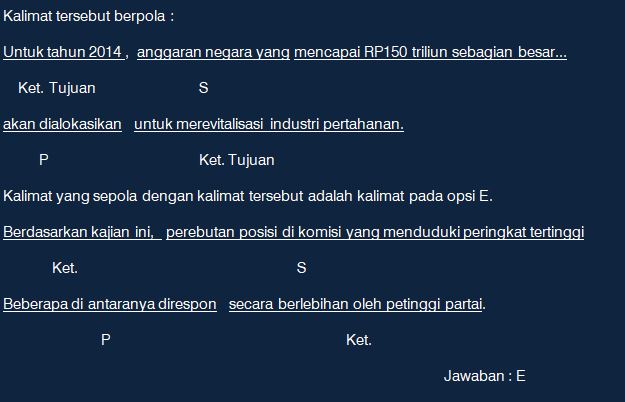 Kalimat tersebut berpola :
Untuk tahun 2014 , anggaran negara yang mencapai RP150 triliun sebagian besar...
Ket. Tujuan S
akan dialokasikan untuk merevitalisasi industri pertahanan.
P Ket. Tujuan
Kalimat yang sepola dengan kalimat tersebut adalah kalimat pada opsi E.
Berdasarkan kajian ini, perebutan posisi di komisi yang menduduki peringkat tertinggi
Ket. S
Beberapa di antaranya direspon secara berlebihan oleh petinggi partai.
P Ket.
Jawaban : E